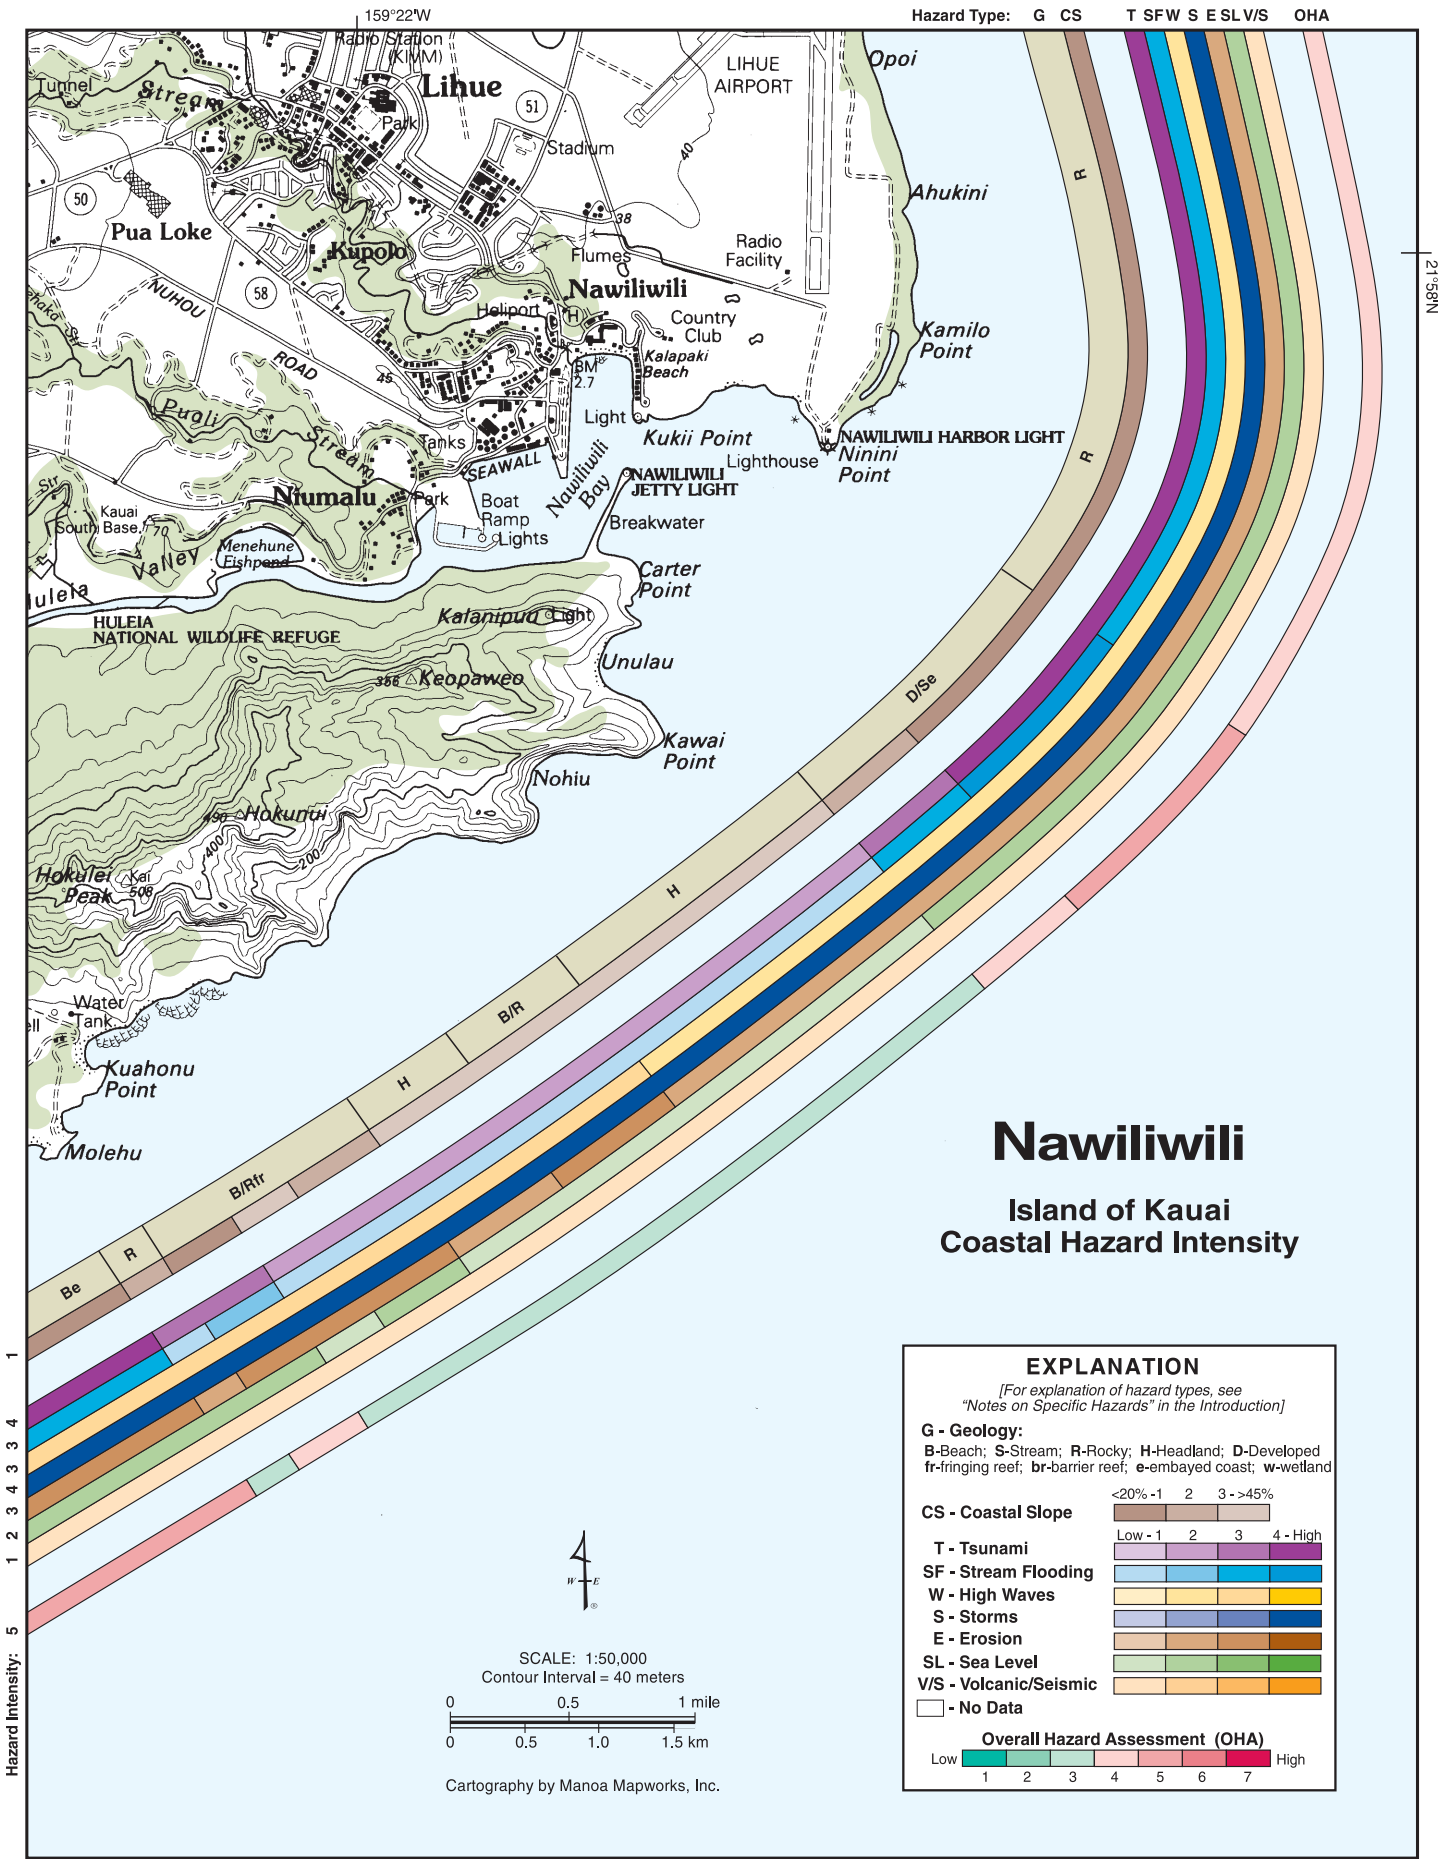 159°22'W
Hazard Type: G CS T SF W S E SL V/S OHA
Radio Station
(KIVM)
Lihue
LIHUE
AIRPORT
Opoi
Tunnel
Stream
51
Park
Stadium
40
50
Ahukini
R
Pua Loke
38
Kupolo
Radio
Facility
Flumes
21°58'N
58
NUHOU
Nawiliwili
Heliport
H
Country
Club
Kamilo
Point
ROAD
BM
2.7
Kalapaki
Beach
45
Puali
Stream
Light
Kukii Point
NAWILIWILI HARBOR LIGHT
Tanks
Lighthouse
Ninini
Point
R
SEAWALL
Nawiliwili
Bay
NAWILIWILI
JETTY LIGHT
Str
Niumalu
Park
Boat
Ramp
Lights
Kauai
South Base
70
Breakwater
Valley
Menehune
Fishpond
Carter
Point
uleia
Kalanipuu
Light
HULEIA
NATIONAL WILDLIFE REFUGE
Unulau
356
Keopaweo
D/Se
Kawai
Point
Nohiu
490
Hokunui
400
200
Hokulei
Peak
Kai
508
H
Water
Tank
ell
B/R
Kuahonu
Point
H
Molehu
B/Rfr
R
Be
Nawiliwili
Island of Kauai
Coastal Hazard Intensity
Hazard Intensity: 5 1 2 3 4 3 3 4 1
EXPLANATION
[For explanation of hazard types, see
“Notes on Specific Hazards” in the Introduction]
G - Geology:
B-Beach; S-Stream; R-Rocky; H-Headland; D-Developed
fr-fringing reef; br-barrier reef; e-embayed coast; w-wetland
<20% -1 2 3 - >45%
CS - Coastal Slope
Low - 1 2 3 4 - High
T - Tsunami
SF - Stream Flooding
W - High Waves
S - Storms
E - Erosion
SL - Sea Level
V/S - Volcanic/Seismic
- No Data
Overall Hazard Assessment (OHA)
Low High
1 2 3 4 5 6 7
W E
®
SCALE: 1:50,000
Contour Interval = 40 meters
0 0.5 1 mile
0 0.5 1.0 1.5 km
Cartography by Manoa Mapworks, Inc.